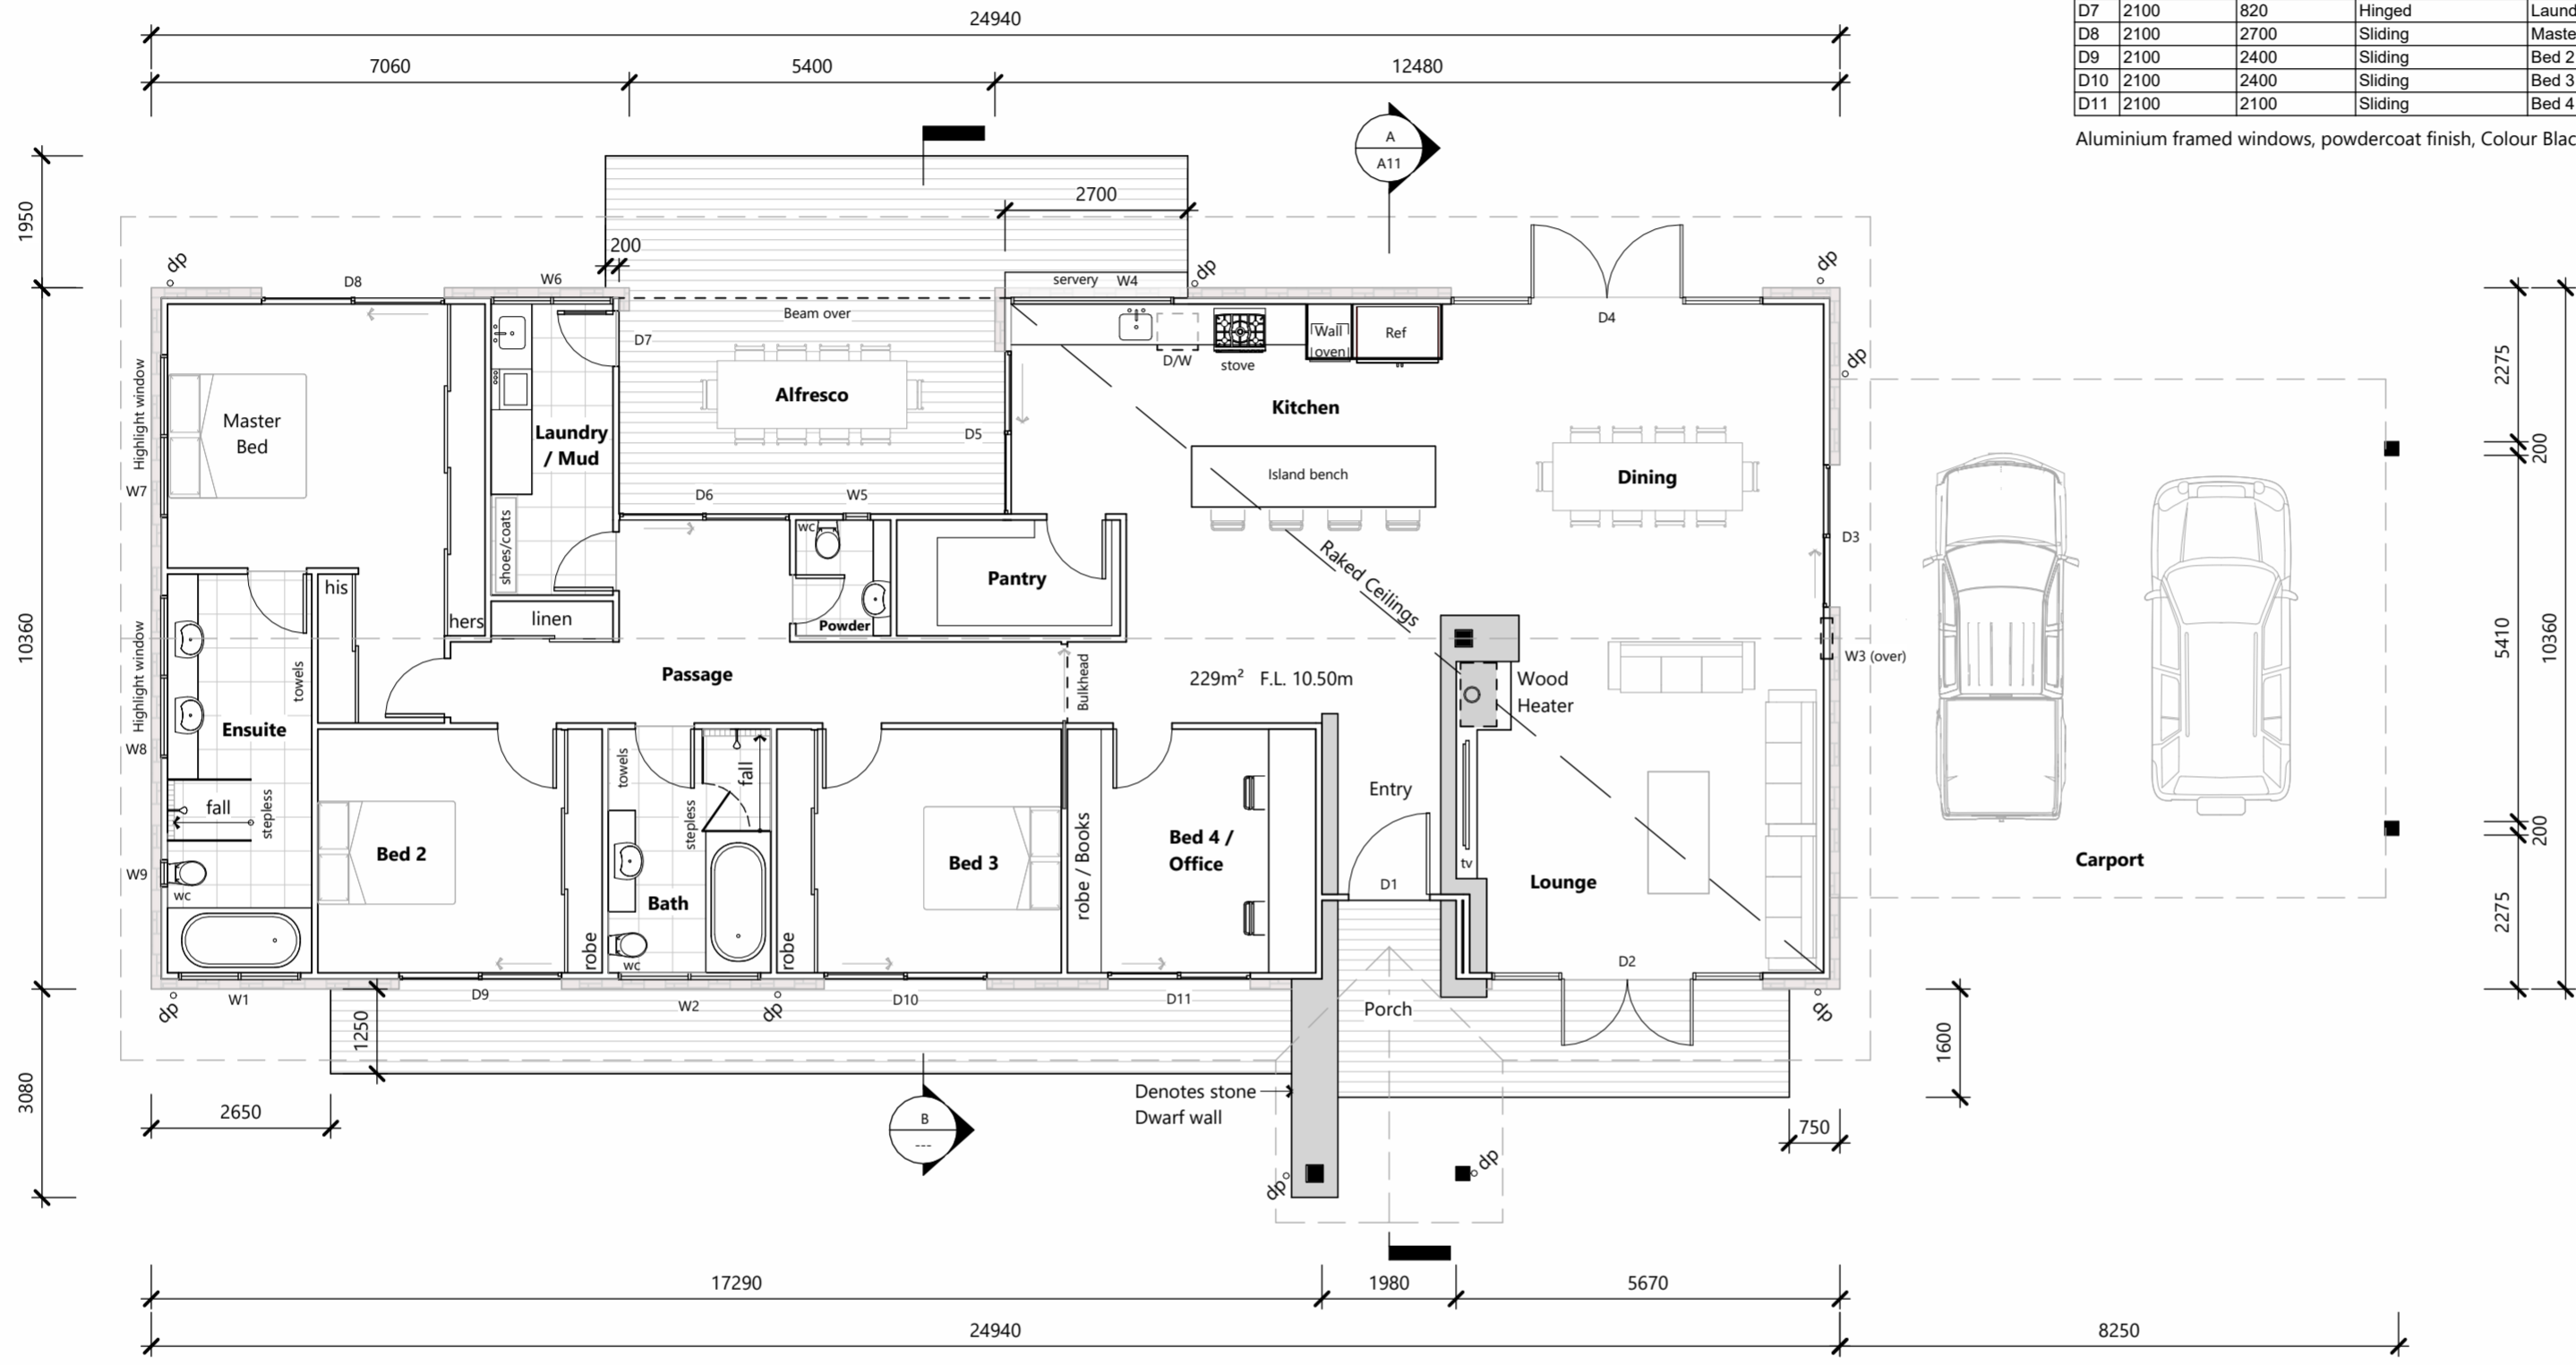 24940
7060 5400 12480
D7 2100 820 Hinged Laund
D8 2100 2700 Sliding Maste
D9 2100 2400 Sliding Bed 2
D10 2100 2400 Sliding Bed 3
D11 2100 2100 Sliding Bed 4
Aluminium framed windows, powdercoat finish, Colour Blac
A
A11
2700
1950
200
dp
D8
W6
servery W4
dp
dp
Beam over
D7
D4
Wall
oven
Ref
D/W
stove
dp
2275
Highlight window
Alfresco
Kitchen
Master
Bed
Laundry
/ Mud
D5
200
Island bench
Dining
W7
D6
W5
wc
D3
shoes/coats
Raked Ceilings
Pantry
his
hers
linen
Powder
10360
5410
10360
W3 (over)
Highlight window
towels
Passage
Bulkhead
229m² F.L. 10.50m
Wood
Heater
Ensuite
W8
towels
fall
Entry
fall
stepless
stepless
robe / Books
Bed 4 /
Office
200
Bed 2
Bed 3
tv
Carport
W9
wc
D1
Lounge
Bath
2275
robe
wc
robe
D2
W1
D9
W2
D10
D11
dp
dp
dp
Porch
1250
1600
3080
Denotes stone
Dwarf wall
2650
B
---
750
dp
dp
17290 1980 5670
24940 8250